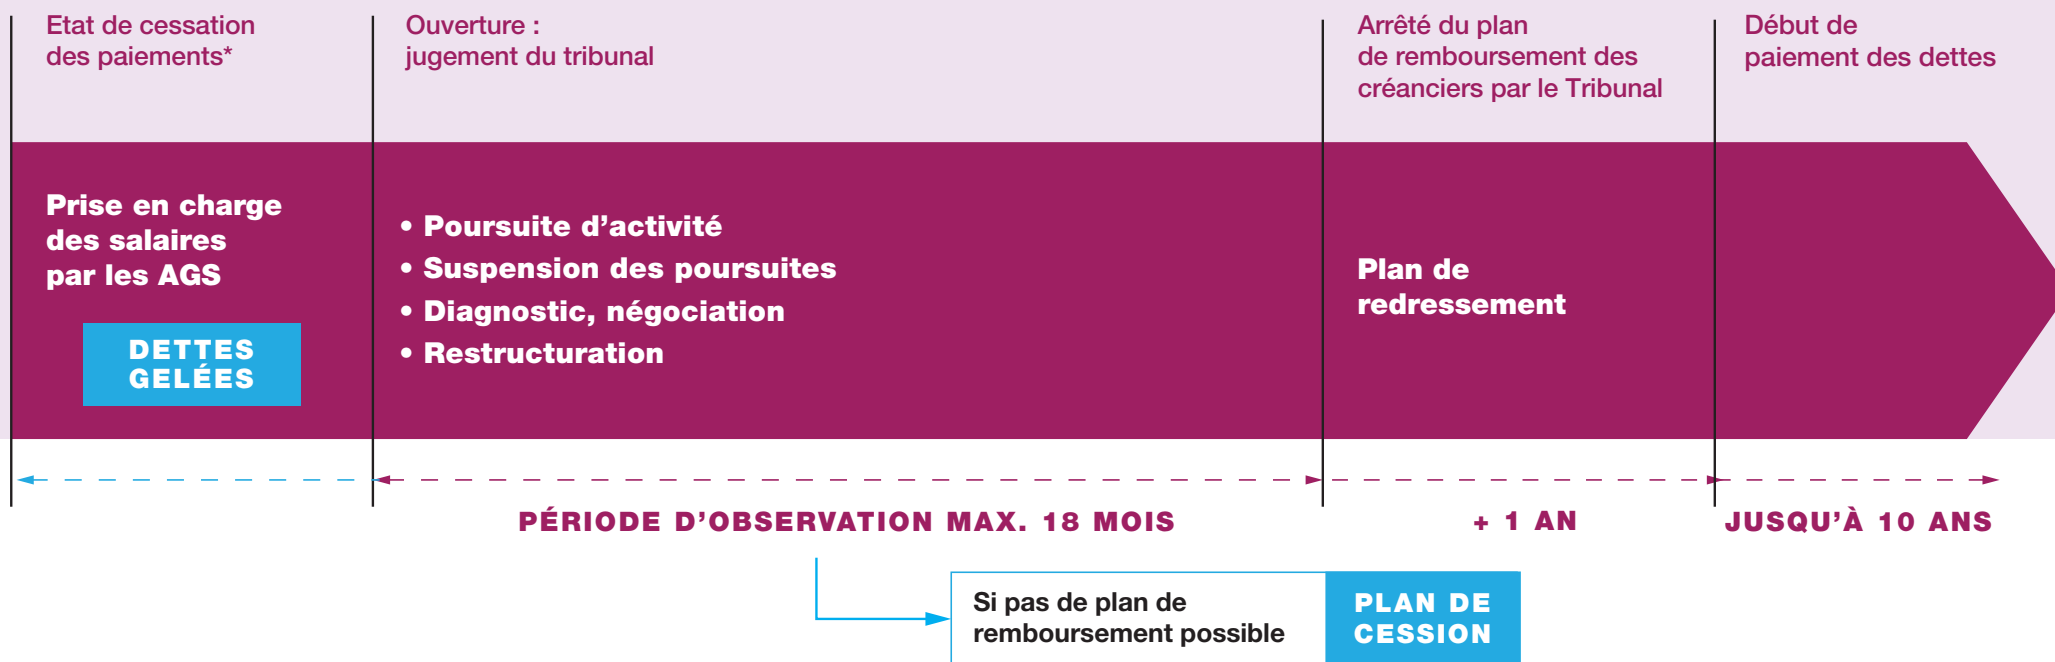 Etat de cessation
des paiements*
Ouverture :
jugement du tribunal
Arrêté du plan
de remboursement des
créanciers par le Tribunal
Début de
paiement des dettes
Prise en charge
des salaires
par les AGS
DETTES
GELÉES
• Poursuite d’activité
• Suspension des poursuites
• Diagnostic, négociation
• Restructuration
Plan de
redressement
PÉRIODE D’OBSERVATION MAX. 18 MOIS
+ 1 AN
JUSQU’À 10 ANS
Si pas de plan de
remboursement possible
PLAN DE
CESSION